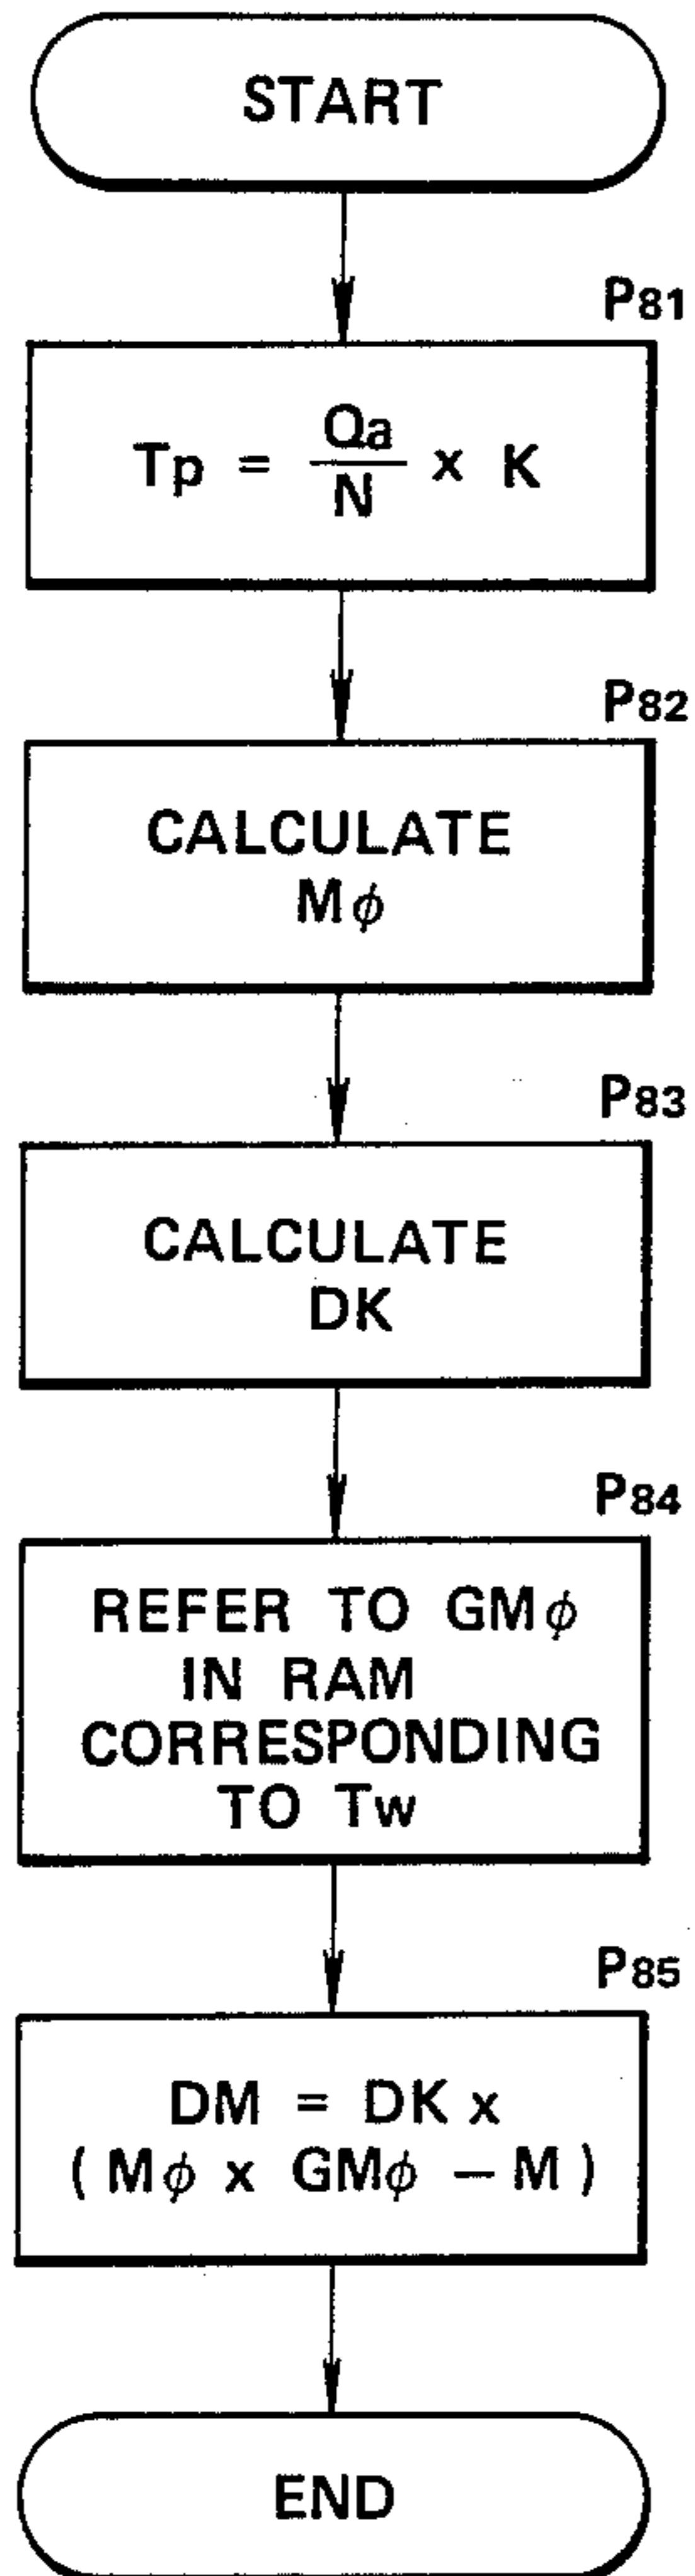 START
P81
Tp = Qa/N x K
P82
CALCULATE
Mϕ
P83
CALCULATE
DK
P84
REFER TO GMϕ
IN RAM
CORRESPONDING
TO Tw
P85
DM = DK x
( Mϕ x GMϕ – M )
END